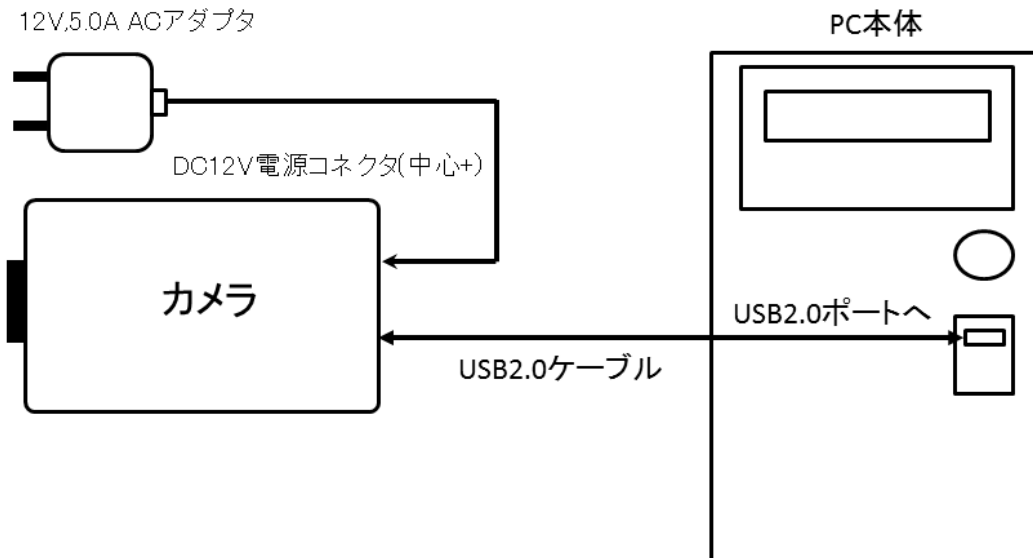 12V,5.0A ACアダプタ
PC本体
DC12V電源コネクタ(中心+)
カメラ
USB2.0ポートへ
USB2.0ケーブル